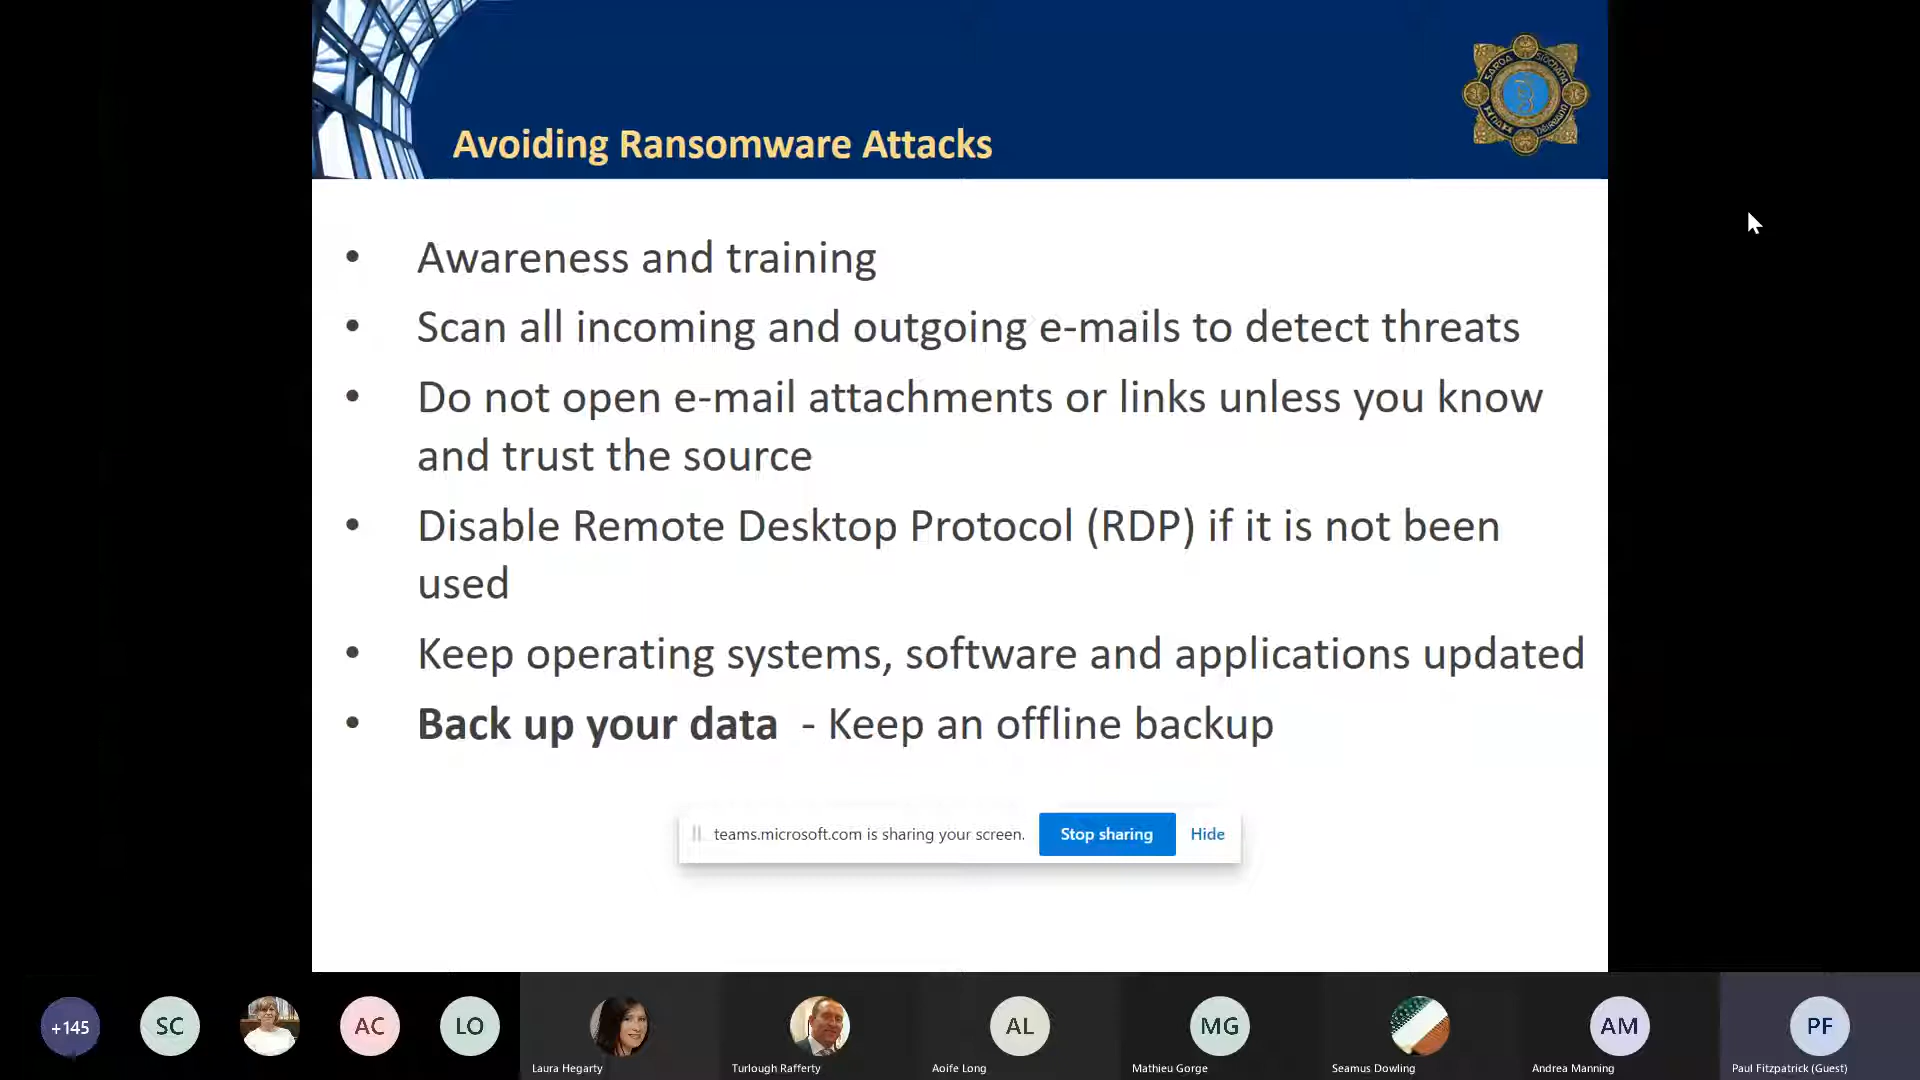 Avoiding Ransomware Attacks
• Awareness and training
• Scan all incoming and outgoing e-mails to detect threats
• Do not open e-mail attachments or links unless you know
and trust the source
• Disable Remote Desktop Protocol (RDP) if it is not been
used
• Keep operating systems, software and applications updated
• Back up your data - Keep an offline backup
teams.microsoft.com is sharing your screen. Stop sharing Hide
+145 SC AC LO AL MG AM PF
Laura Hegarty Turlough Rafferty Aoife Long Mathieu Gorge Seamus Dowling Andrea Manning Paul Fitzpatrick (Guest)